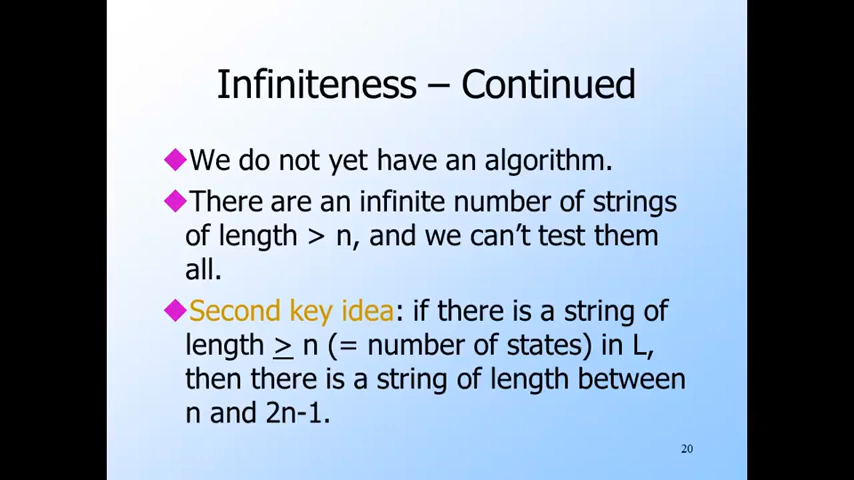 Infiniteness – Continued
We do not yet have an algorithm.
There are an infinite number of strings
of length > n, and we can't test them
all.
Second key idea: if there is a string of
length ≥ n (= number of states) in L,
then there is a string of length between
n and 2n-1.
20